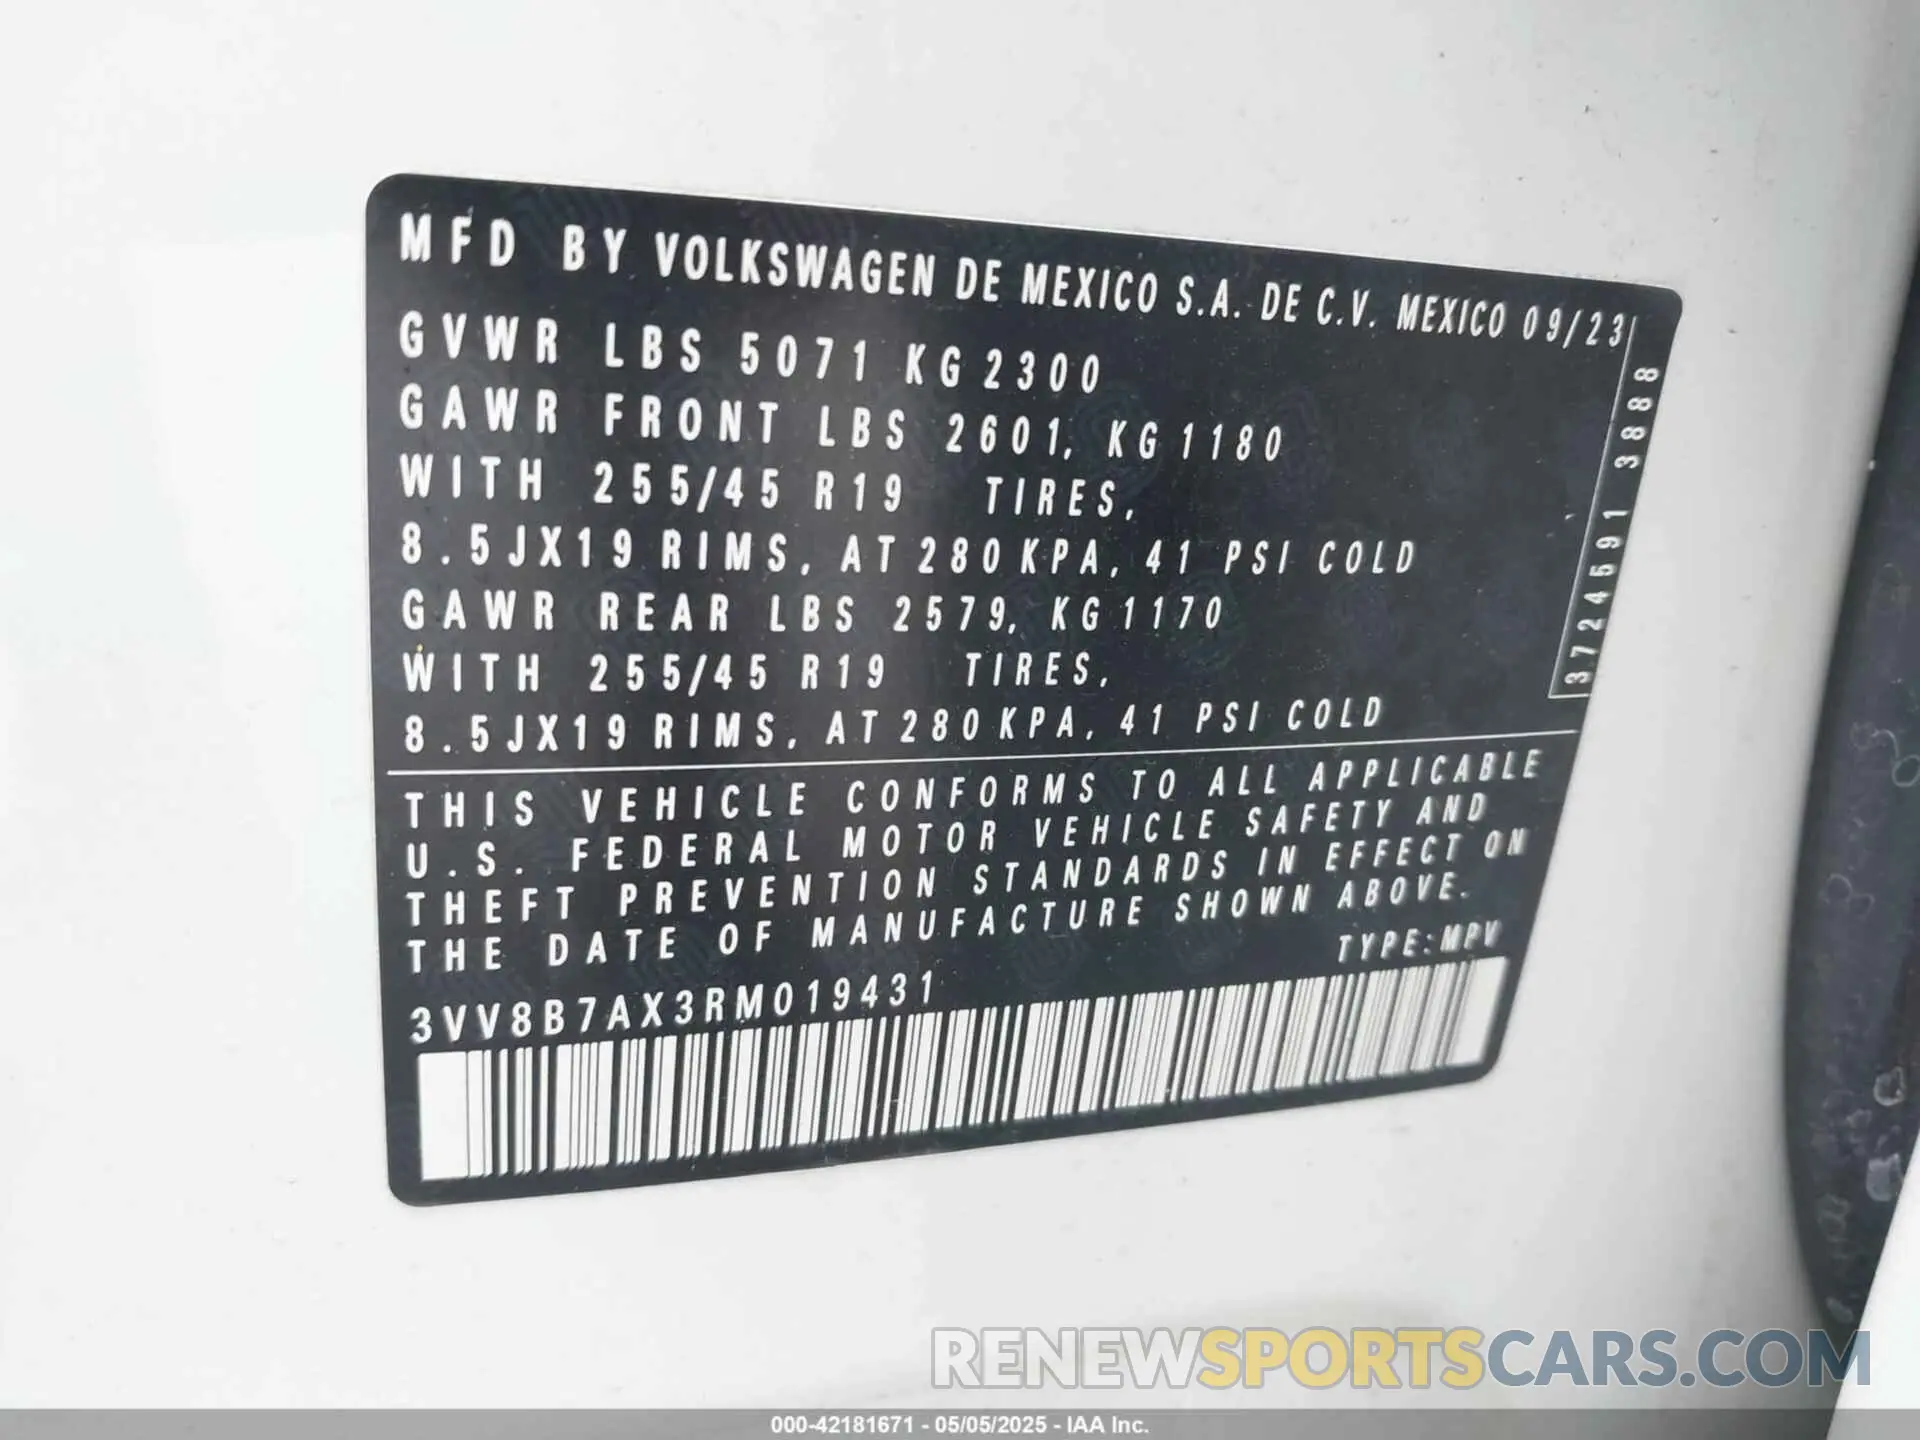 MFD BY VOLKSWAGEN DE MEXICO S.A. DE C.V. MEXICO 09/23
GVWR LBS 5071 KG 2300
GAWR FRONT LBS 2601, KG 1180
WITH 255/45 R19 TIRES,
8.5JX19 RIMS, AT 280 KPA, 41 PSI COLD
GAWR REAR LBS 2579, KG 1170
WITH 255/45 R19 TIRES,
8.5JX19 RIMS, AT 280 KPA, 41 PSI COLD
3724591 3888
THIS VEHICLE CONFORMS TO ALL APPLICABLE
U.S. FEDERAL MOTOR VEHICLE SAFETY AND
THEFT PREVENTION STANDARDS IN EFFECT ON
THE DATE OF MANUFACTURE SHOWN ABOVE.
TYPE:MPV
3VV8B7AX3RM019431
RENEWSPORTSCARS.COM
000-42181671 - 05/05/2025 - IAA Inc.